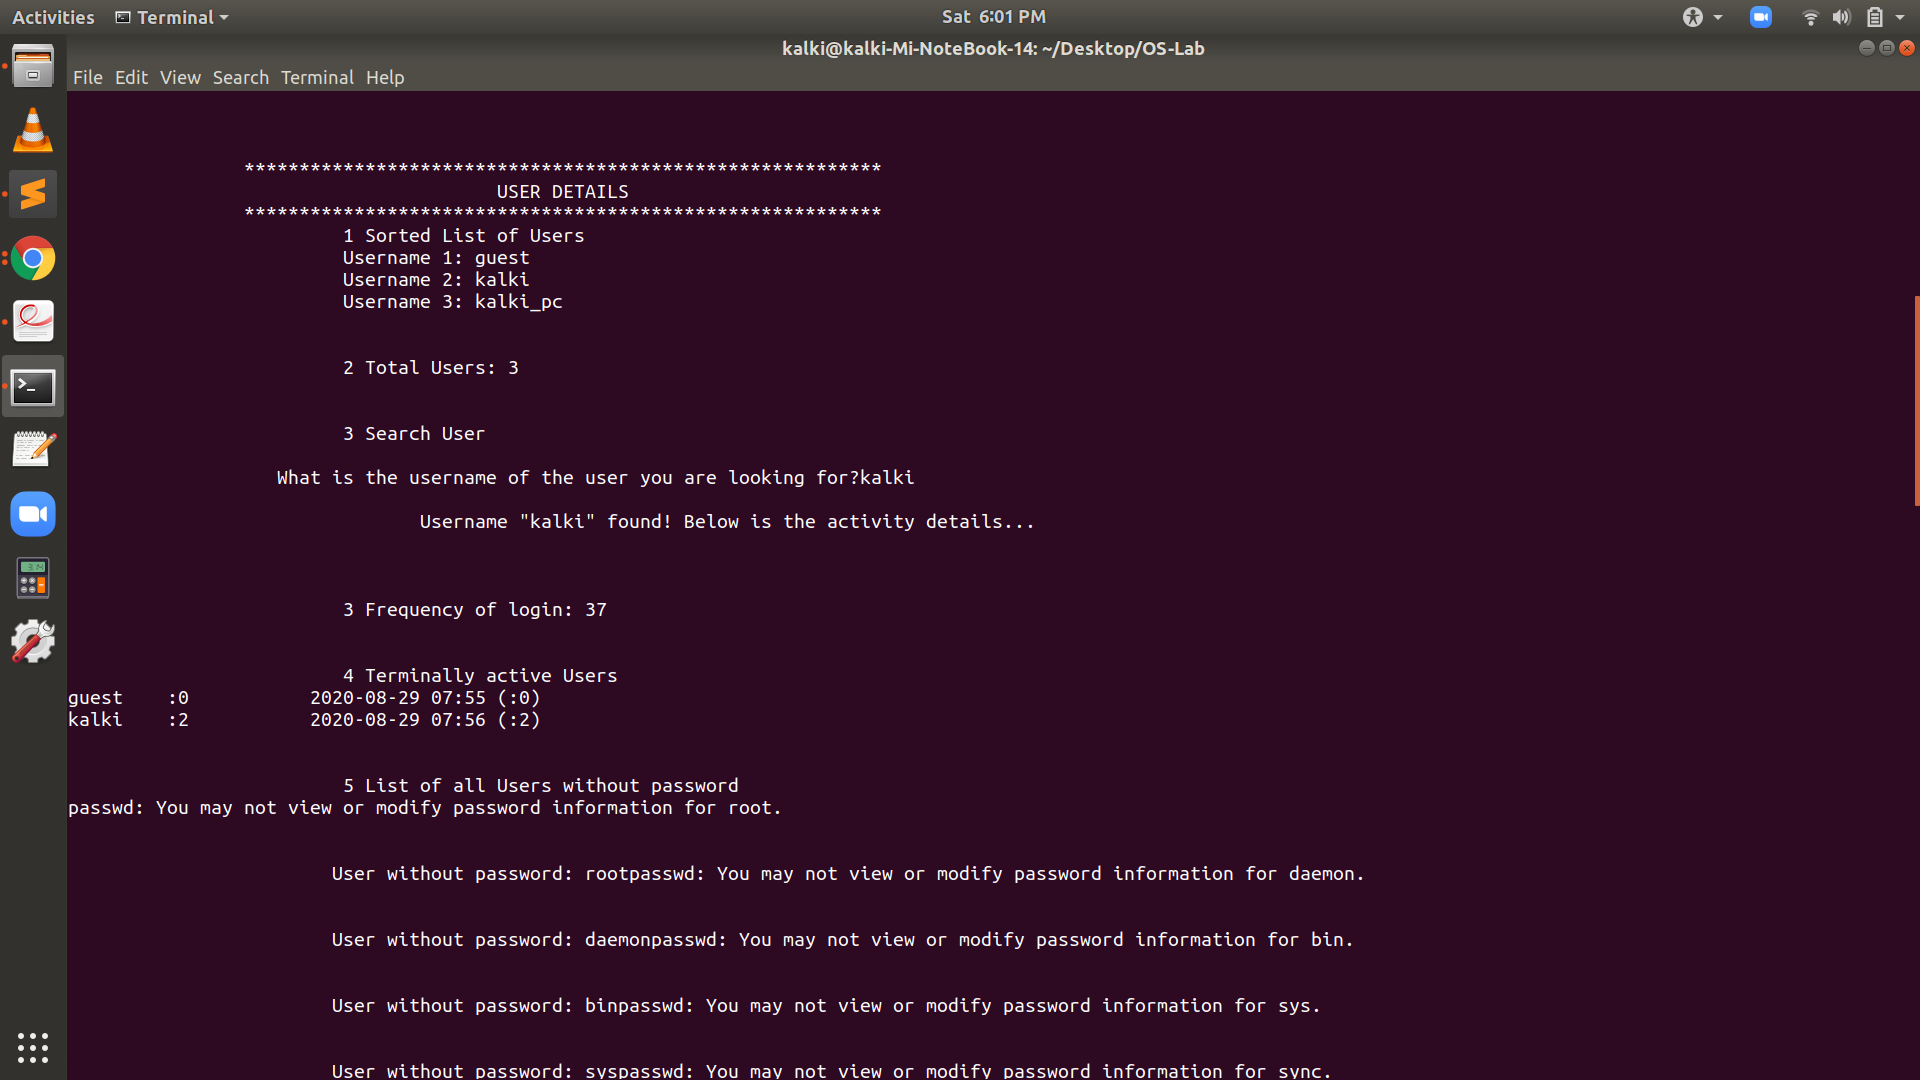 Activities Terminal Sat 6:01 PM
kalki@kalki-Mi-NoteBook-14: ~/Desktop/OS-Lab
File Edit View Search Terminal Help
**********************************************************
USER DETAILS
**********************************************************
1 Sorted List of Users
Username 1: guest
Username 2: kalki
Username 3: kalki_pc
2 Total Users: 3
3 Search User
What is the username of the user you are looking for?kalki
Username "kalki" found! Below is the activity details...
3 Frequency of login: 37
4 Terminally active Users
guest    :0           2020-08-29 07:55 (:0)
kalki    :2           2020-08-29 07:56 (:2)
5 List of all Users without password
passwd: You may not view or modify password information for root.
User without password: rootpasswd: You may not view or modify password information for daemon.
User without password: daemonpasswd: You may not view or modify password information for bin.
User without password: binpasswd: You may not view or modify password information for sys.
User without password: syspasswd: You may not view or modify password information for sync.